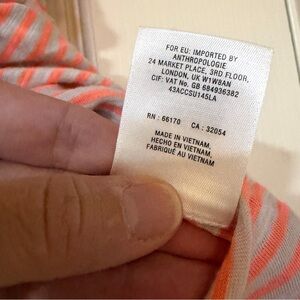 FOR EU: IMPORTED BY
ANTHROPOLOGIE
24 MARKET PLACE, 3RD FLOOR,
LONDON, UK W1W8AN
CIF: VAT No. GB 684936382
43ACCSU145LA
RN : 66170 CA : 32054
MADE IN VIETNAM.
HECHO EN VIETNAM.
FABRIQUÉ AU VIETNAM.